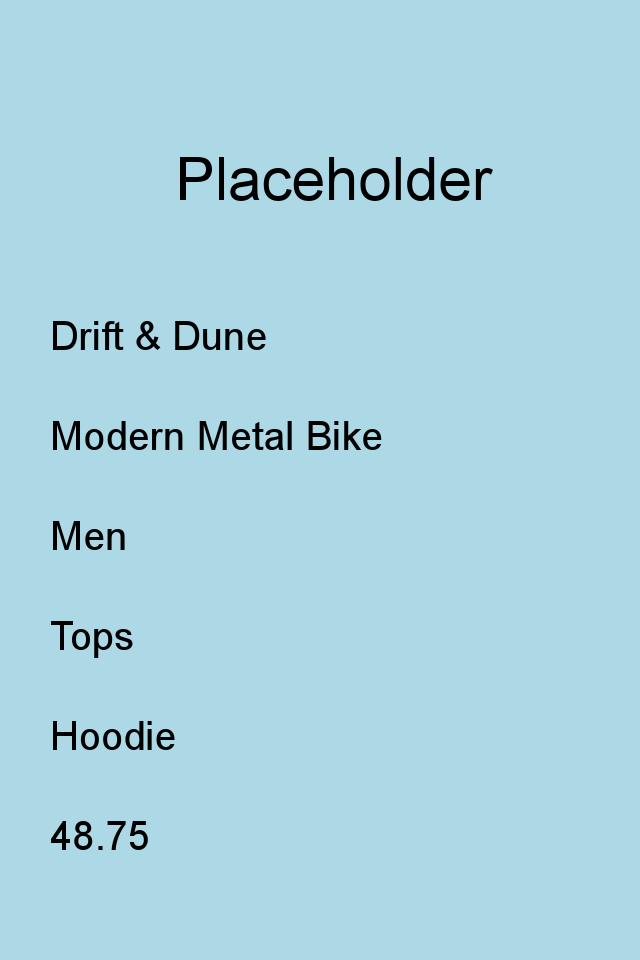 Placeholder
Drift & Dune
Modern Metal Bike
Men
Tops
Hoodie
48.75